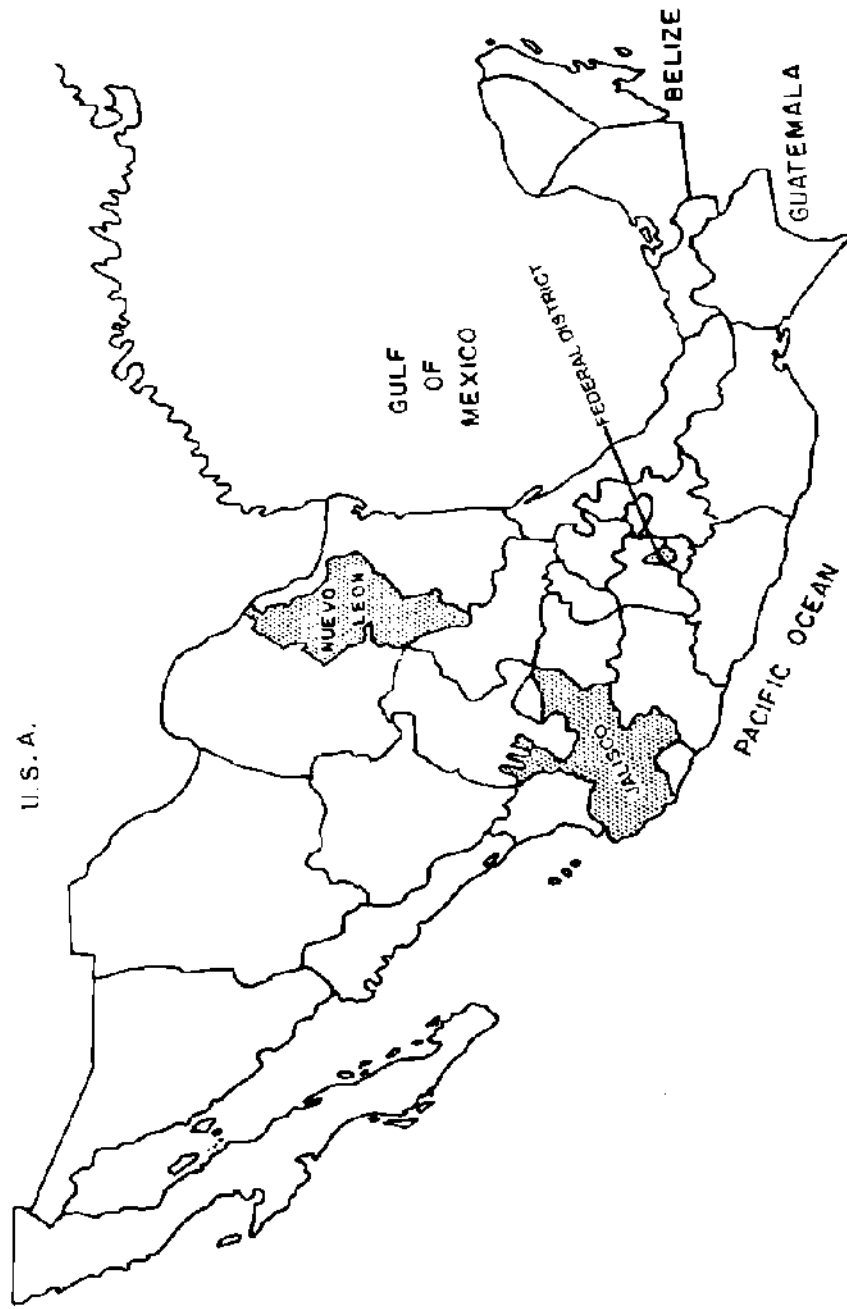 U.S.A.
NUEVO
LEON
GULF
OF
MEXICO
FEDERAL DISTRICT
JALISCO
PACIFIC OCEAN
BELIZE
GUATEMALA